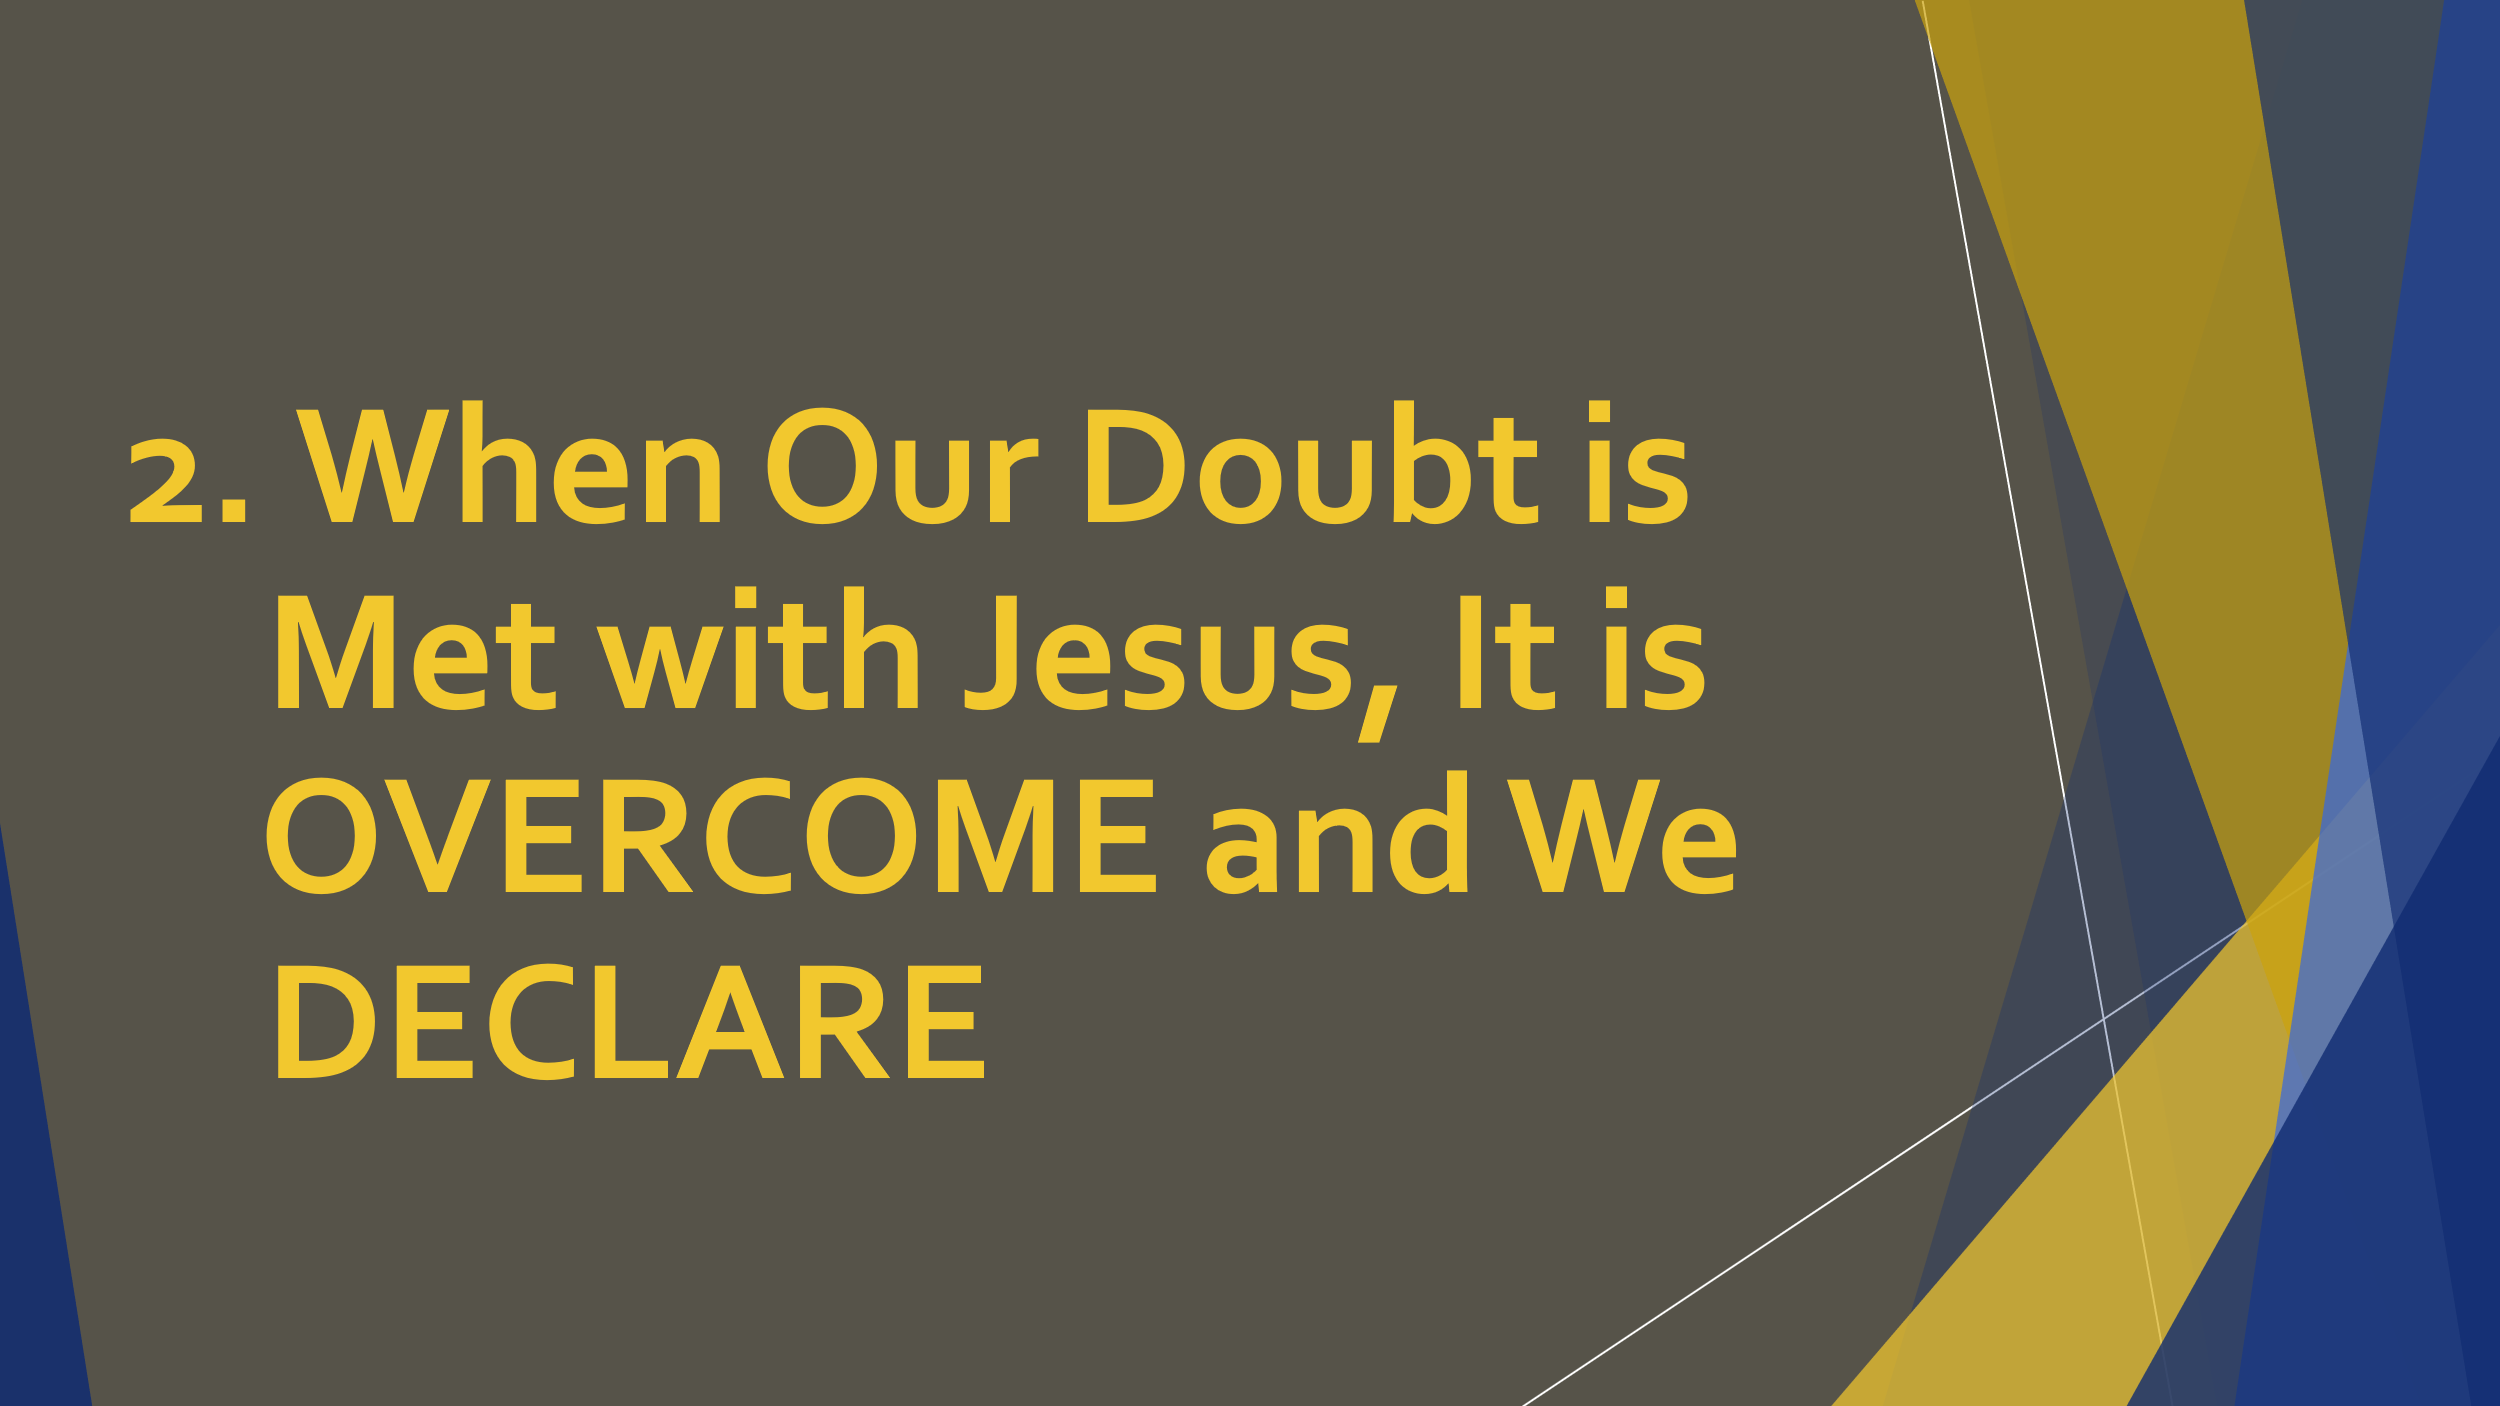 2. When Our Doubt is
Met with Jesus, It is
OVERCOME and We
DECLARE